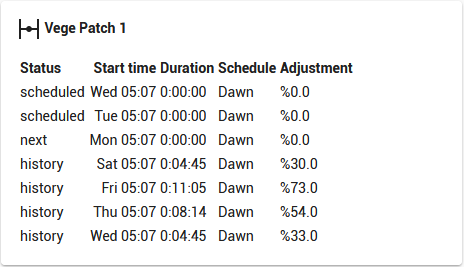 Vege Patch 1
Status Start time Duration Schedule Adjustment
scheduled Wed 05:07 0:00:00 Dawn %0.0
scheduled Tue 05:07 0:00:00 Dawn %0.0
next Mon 05:07 0:00:00 Dawn %0.0
history Sat 05:07 0:04:45 Dawn %30.0
history Fri 05:07 0:11:05 Dawn %73.0
history Thu 05:07 0:08:14 Dawn %54.0
history Wed 05:07 0:04:45 Dawn %33.0